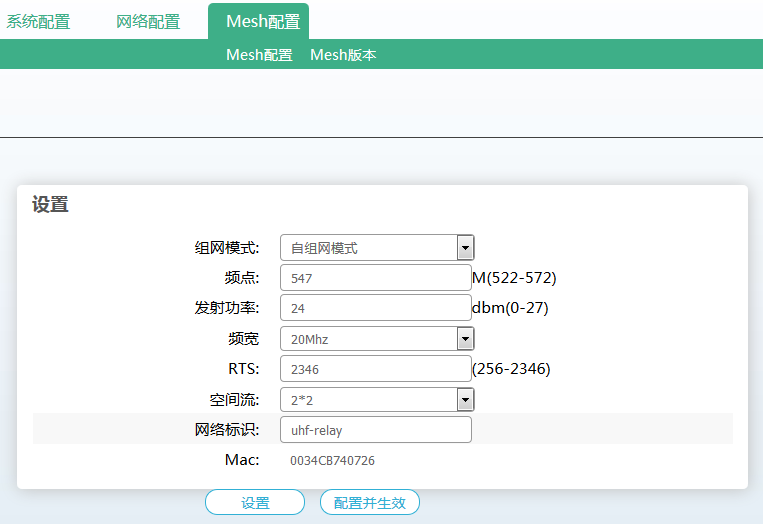 系统配置 网络配置 Mesh配置
Mesh配置 Mesh版本
设置
组网模式: 自组网模式
频点: 547 M(522-572)
发射功率: 24 dbm(0-27)
频宽 20Mhz
RTS: 2346 (256-2346)
空间流: 2*2
网络标识: uhf-relay
Mac: 0034CB740726
设置 配置并生效